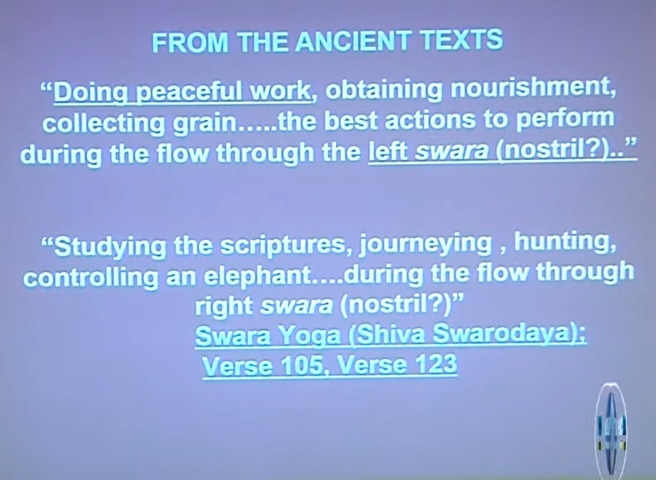 FROM THE ANCIENT TEXTS
“Doing peaceful work, obtaining nourishment,
collecting grain…..the best actions to perform
during the flow through the left swara (nostril?)..”
“Studying the scriptures, journeying , hunting,
controlling an elephant….during the flow through
right swara (nostril?)”
Swara Yoga (Shiva Swarodaya);
Verse 105, Verse 123